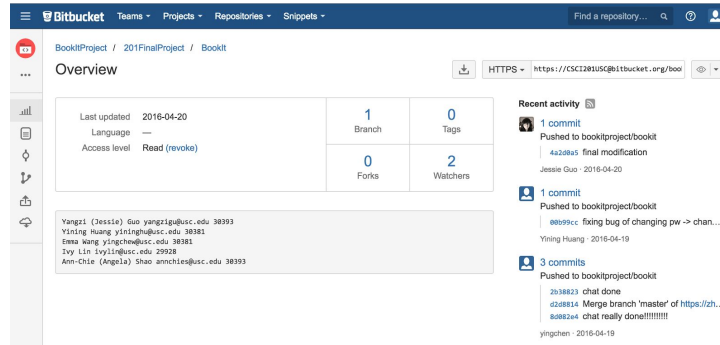 Bitbucket Teams Projects Repositories Snippets Find a repository...
BookItProject / 201FinalProject / BookIt
Overview
HTTPS https://CSCI201USC@bitbucket.org/bool
Last updated 2016-04-20
Language —
Access level Read (revoke)
1
Branch
0
Tags
0
Forks
2
Watchers
Yangzi (Jessie) Guo yangzigu@usc.edu 30393
Yining Huang yininghu@usc.edu 30381
Emma Wang yingchew@usc.edu 30381
Ivy Lin ivylin@usc.edu 29928
Ann-Chie (Angela) Shao annchies@usc.edu 30393
Recent activity
1 commit
Pushed to bookitproject/bookit
4a2d0a5 final modification
Jessie Guo · 2016-04-20
1 commit
Pushed to bookitproject/bookit
00b99cc fixing bug of changing pw -> chan...
Yining Huang · 2016-04-19
3 commits
Pushed to bookitproject/bookit
2b38823 chat done
d2d8814 Merge branch 'master' of https://zh...
8d082e4 chat really done!!!!!!!!!!
yingchen · 2016-04-19